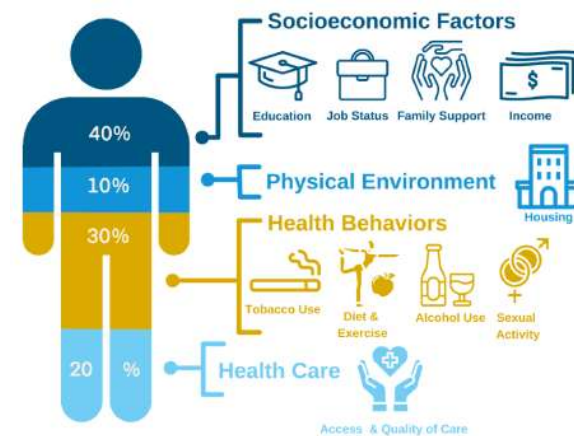 Socioeconomic Factors
Education
Job Status
Family Support
Income
40%
10%
Physical Environment
Housing
30%
Health Behaviors
Tobacco Use
Diet &
Exercise
Alcohol Use
Sexual
Activity
20 %
Health Care
Access & Quality of Care
$